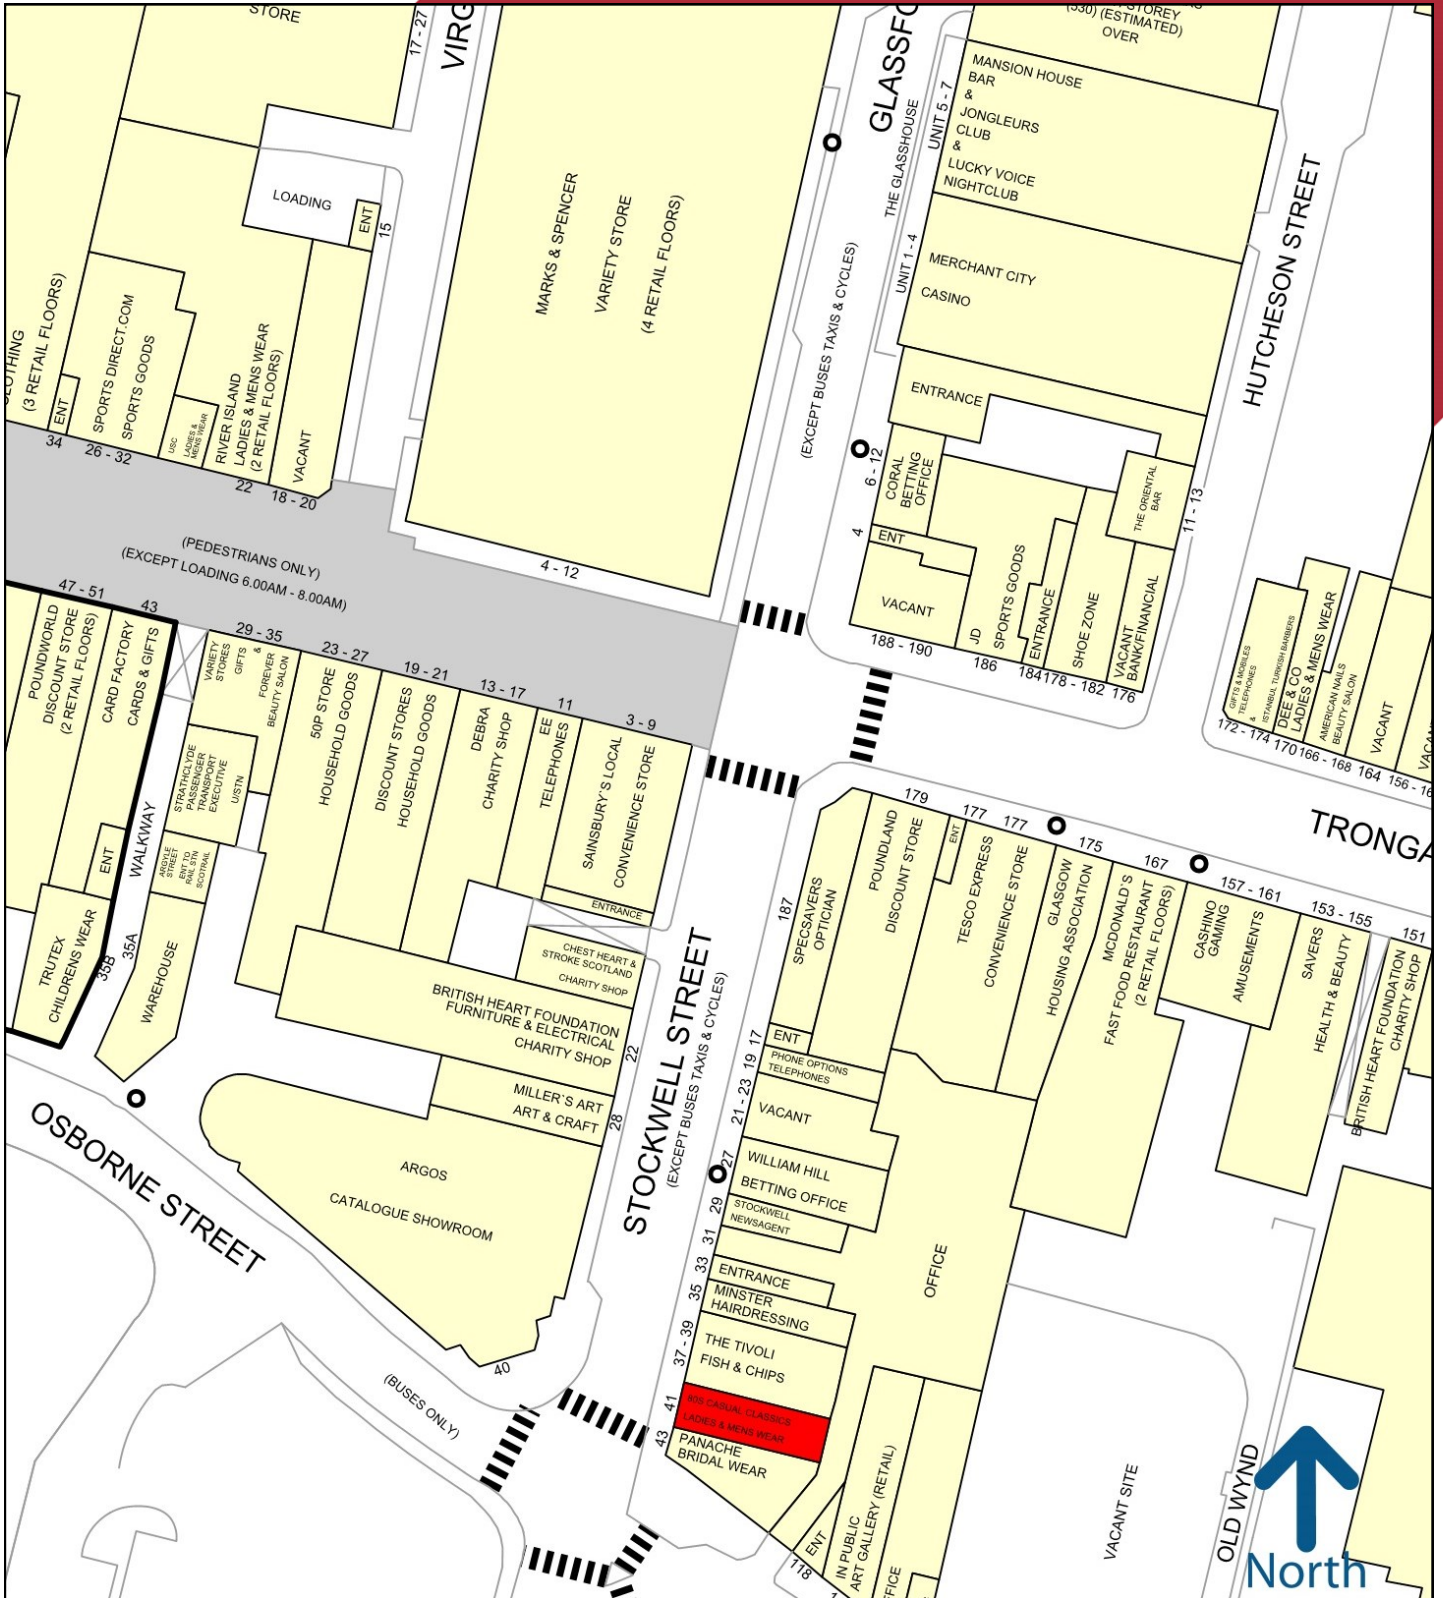 STORE
17 - 27
VIRG
GLASSF
STOREY
(530) (ESTIMATED)
OVER
MANSION HOUSE
BAR
&
JONGLEURS
CLUB
&
LUCKY VOICE
NIGHTCLUB
UNIT 5 - 7
THE GLASSHOUSE
UNIT 1 - 4
MERCHANT CITY
CASINO
HUTCHESON STREET
LOADING
ENT
15
MARKS & SPENCER
VARIETY STORE
(4 RETAIL FLOORS)
(EXCEPT BUSES TAXIS & CYCLES)
(3 RETAIL FLOORS)
ENT
SPORTS DIRECT.COM
SPORTS GOODS
USC
LADIES &
MENS WEAR
RIVER ISLAND
LADIES & MENS WEAR
(2 RETAIL FLOORS)
VACANT
34
26 - 32
22
18 - 20
ENTRANCE
6 - 12
CORAL
BETTING
OFFICE
4
ENT
VACANT
JD
SPORTS GOODS
ENTRANCE
SHOE ZONE
THE ORIENTAL
BAR
11 - 13
VACANT
BANK/FINANCIAL
188 - 190
186
184
178 - 182
176
(PEDESTRIANS ONLY)
(EXCEPT LOADING 6.00AM - 8.00AM)
4 - 12
GIFTS & MOBILES
TELEPHONES
&
ISTANBUL TURKISH BARBERS
DEE & CO
LADIES & MENS WEAR
AMERICAN NAILS
BEAUTY SALON
VACANT
172 - 174
170
166 - 168
164
156 - 16
TRONGA
47 - 51
43
29 - 35
23 - 27
19 - 21
13 - 17
11
3 - 9
POUNDWORLD
DISCOUNT STORE
(2 RETAIL FLOORS)
CARD FACTORY
CARDS & GIFTS
ENT
WALKWAY
TRUTEX
CHILDRENS WEAR
35B
35A
WAREHOUSE
VARIETY
STORES
GIFTS
&
FOREVER
BEAUTY SALON
STRATHCLYDE
PASSENGER
TRANSPORT
EXECUTIVE
U/STN
ARGYLE
STREET
ENT TO
RAIL STN
SCOTRAIL
50P STORE
HOUSEHOLD GOODS
DISCOUNT STORES
HOUSEHOLD GOODS
DEBRA
CHARITY SHOP
EE
TELEPHONES
SAINSBURY'S LOCAL
CONVENIENCE STORE
ENTRANCE
CHEST HEART &
STROKE SCOTLAND
CHARITY SHOP
BRITISH HEART FOUNDATION
FURNITURE & ELECTRICAL
CHARITY SHOP
22
MILLER'S ART
ART & CRAFT
28
ARGOS
CATALOGUE SHOWROOM
40
OSBORNE STREET
(BUSES ONLY)
STOCKWELL STREET
(EXCEPT BUSES TAXIS & CYCLES)
187
SPECSAVERS
OPTICIAN
179
POUNDLAND
DISCOUNT STORE
ENT
177
177
TESCO EXPRESS
CONVENIENCE STORE
175
GLASGOW
HOUSING ASSOCIATION
167
MCDONALD'S
FAST FOOD RESTAURANT
(2 RETAIL FLOORS)
157 - 161
CASHINO
GAMING
AMUSEMENTS
153 - 155
SAVERS
HEALTH & BEAUTY
151
BRITISH HEART FOUNDATION
CHARITY SHOP
17
ENT
19
PHONE OPTIONS
TELEPHONES
21 - 23
VACANT
27
WILLIAM HILL
BETTING OFFICE
29
STOCKWELL
NEWSAGENT
31
33
ENTRANCE
35
MINSTER
HAIRDRESSING
37 - 39
THE TIVOLI
FISH & CHIPS
41
80S CASUAL CLASSICS
LADIES & MENS WEAR
43
PANACHE
BRIDAL WEAR
OFFICE
ENT
118
IN PUBLIC
ART GALLERY (RETAIL)
VACANT SITE
OLD WYND
North